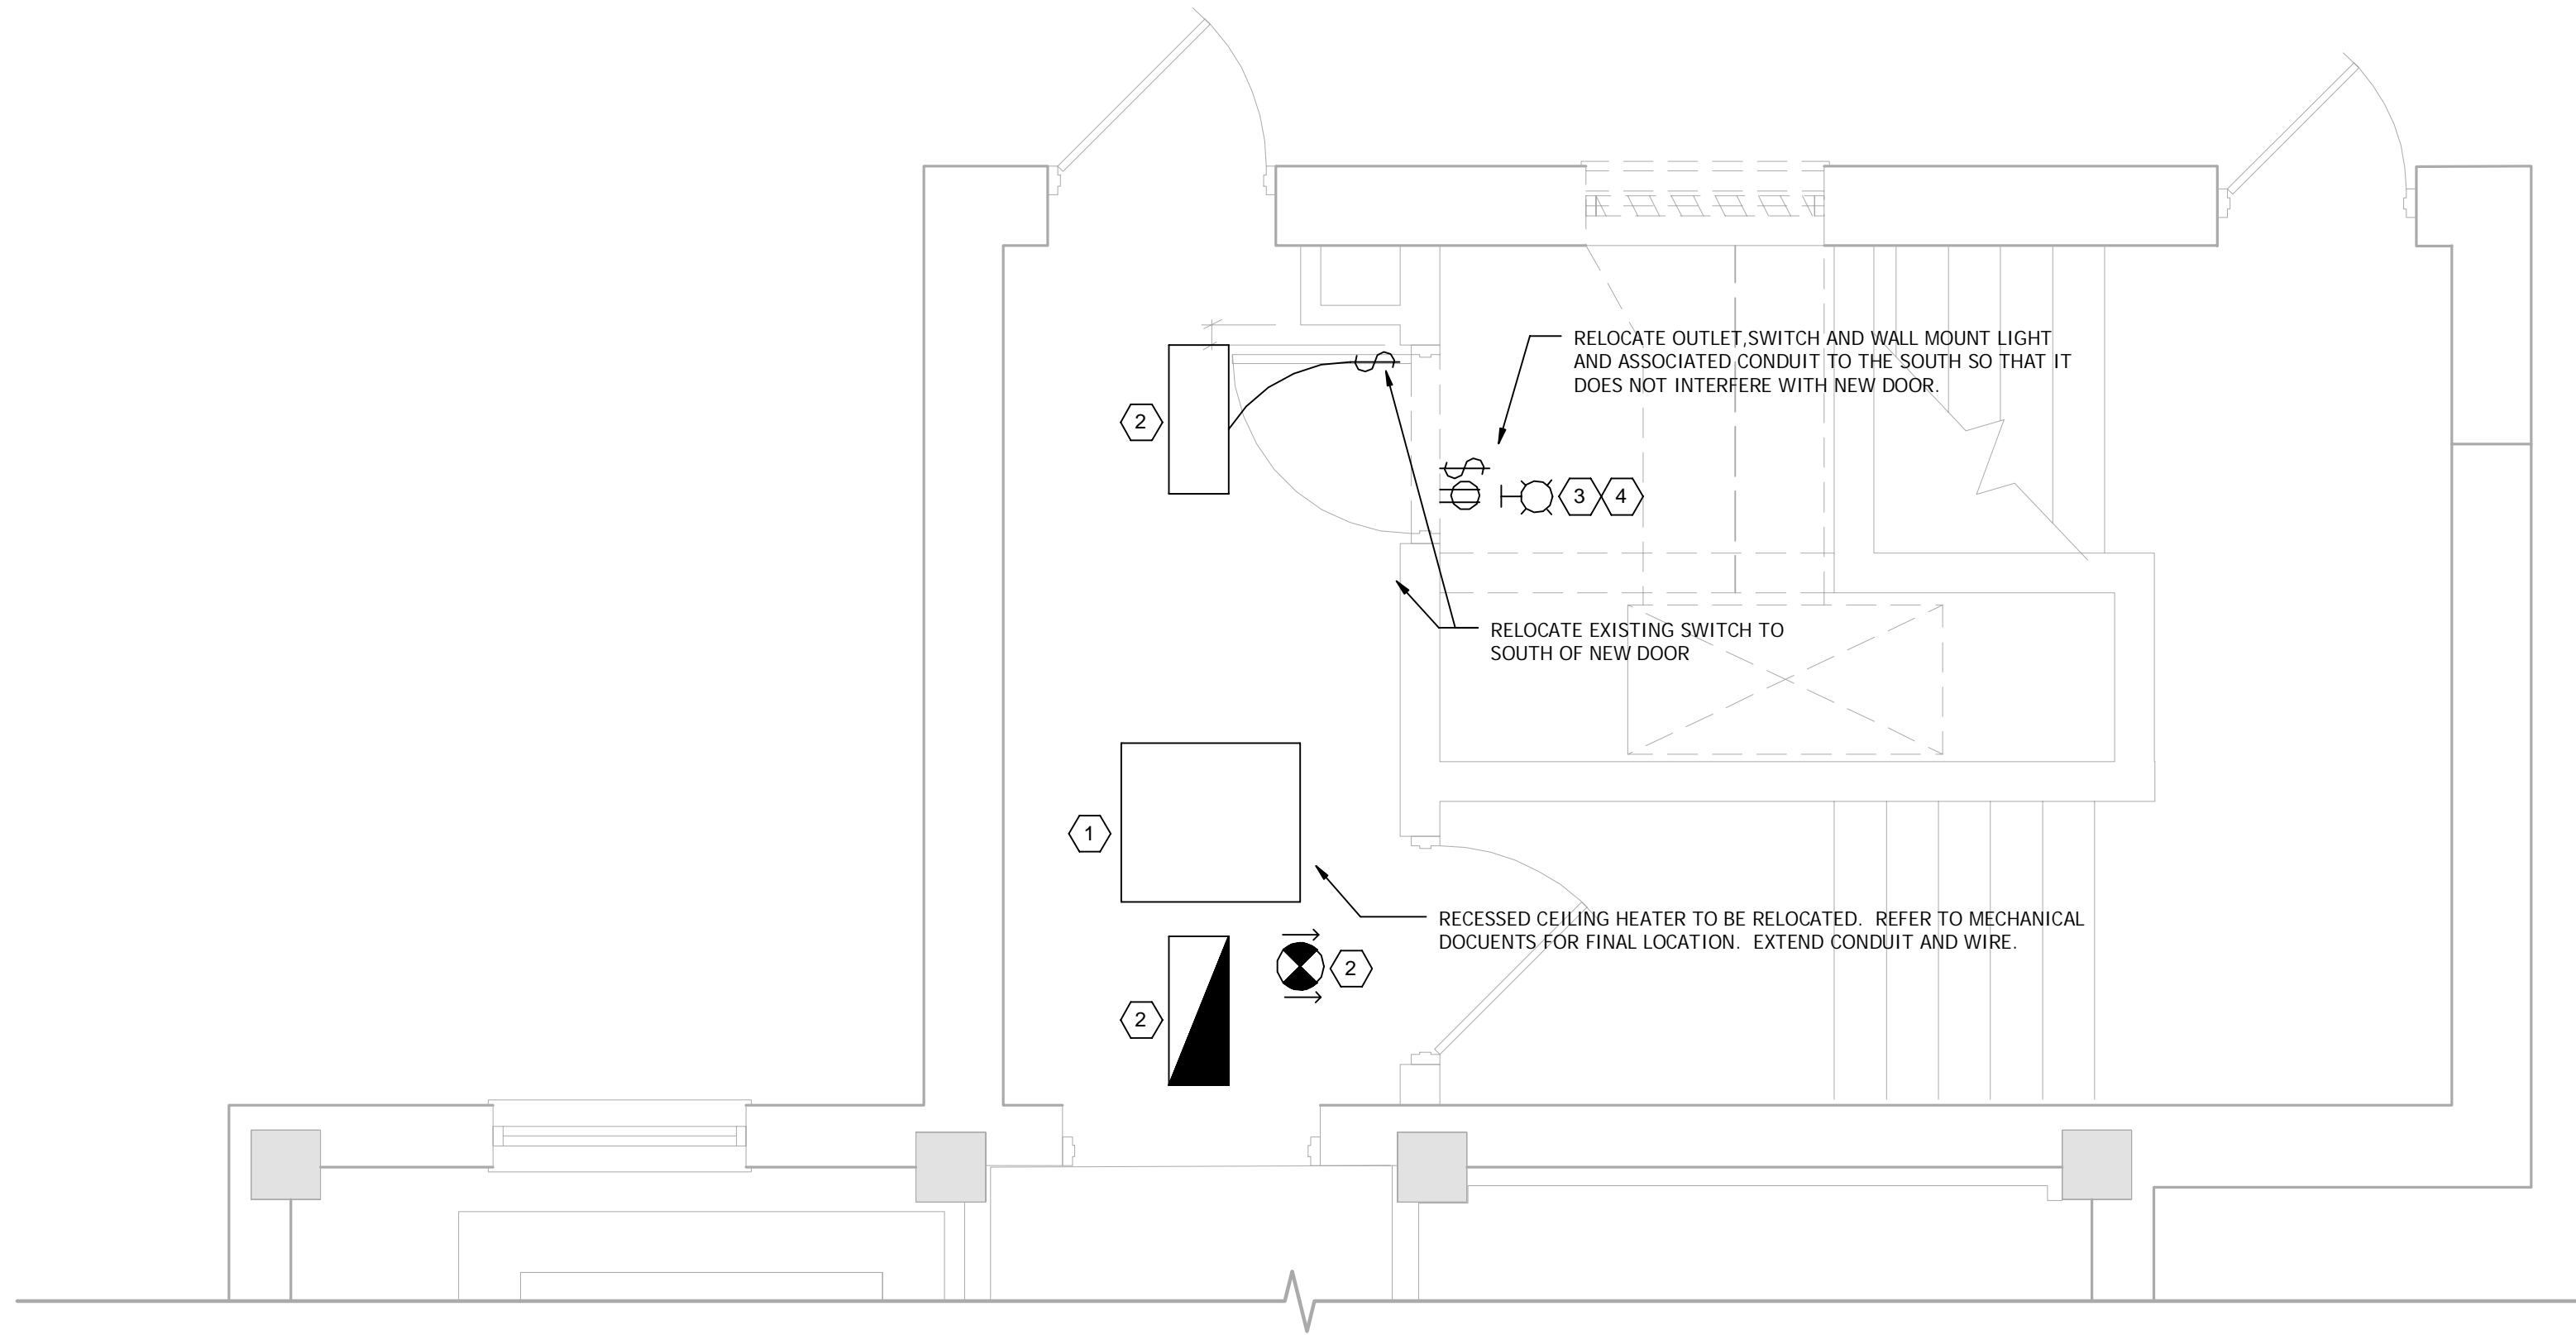 RELOCATE OUTLET,SWITCH AND WALL MOUNT LIGHT
AND ASSOCIATED CONDUIT TO THE SOUTH SO THAT IT
DOES NOT INTERFERE WITH NEW DOOR.
2
3 4
RELOCATE EXISTING SWITCH TO
SOUTH OF NEW DOOR
1
RECESSED CEILING HEATER TO BE RELOCATED. REFER TO MECHANICAL
DOCUENTS FOR FINAL LOCATION. EXTEND CONDUIT AND WIRE.
2
2